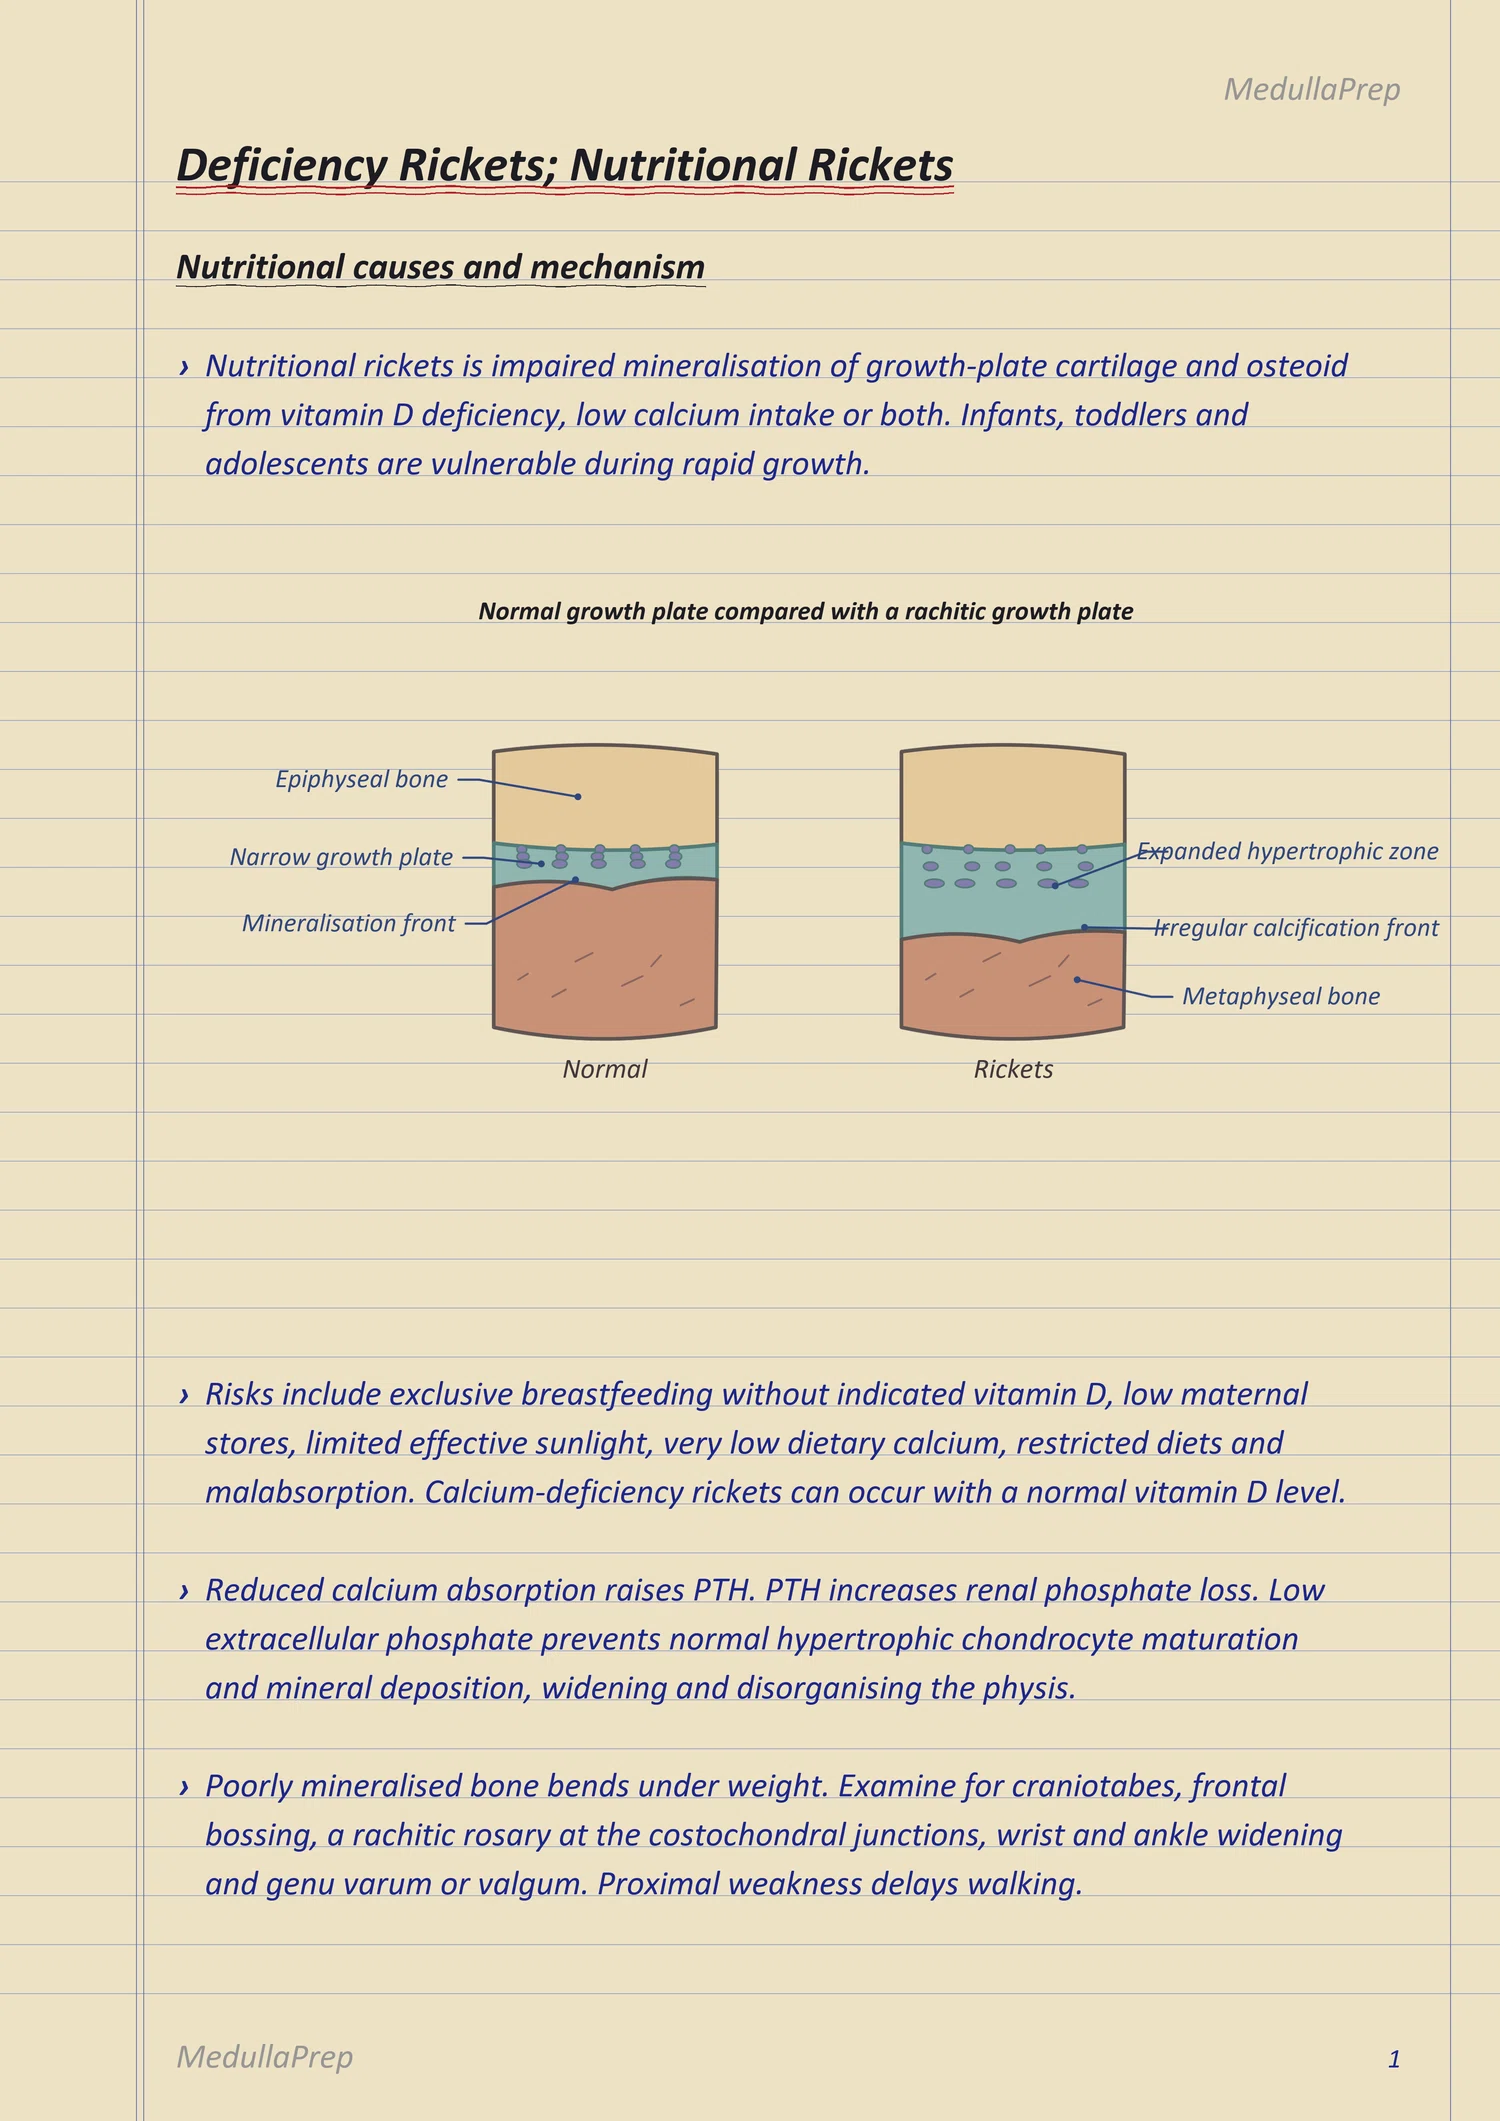 MedullaPrep
Deficiency Rickets; Nutritional Rickets
Nutritional causes and mechanism
› Nutritional rickets is impaired mineralisation of growth-plate cartilage and osteoid
from vitamin D deficiency, low calcium intake or both. Infants, toddlers and
adolescents are vulnerable during rapid growth.
Normal growth plate compared with a rachitic growth plate
Epiphyseal bone
Narrow growth plate
Mineralisation front
Expanded hypertrophic zone
Irregular calcification front
Metaphyseal bone
Normal
Rickets
› Risks include exclusive breastfeeding without indicated vitamin D, low maternal
stores, limited effective sunlight, very low dietary calcium, restricted diets and
malabsorption. Calcium-deficiency rickets can occur with a normal vitamin D level.
› Reduced calcium absorption raises PTH. PTH increases renal phosphate loss. Low
extracellular phosphate prevents normal hypertrophic chondrocyte maturation
and mineral deposition, widening and disorganising the physis.
› Poorly mineralised bone bends under weight. Examine for craniotabes, frontal
bossing, a rachitic rosary at the costochondral junctions, wrist and ankle widening
and genu varum or valgum. Proximal weakness delays walking.
MedullaPrep
1